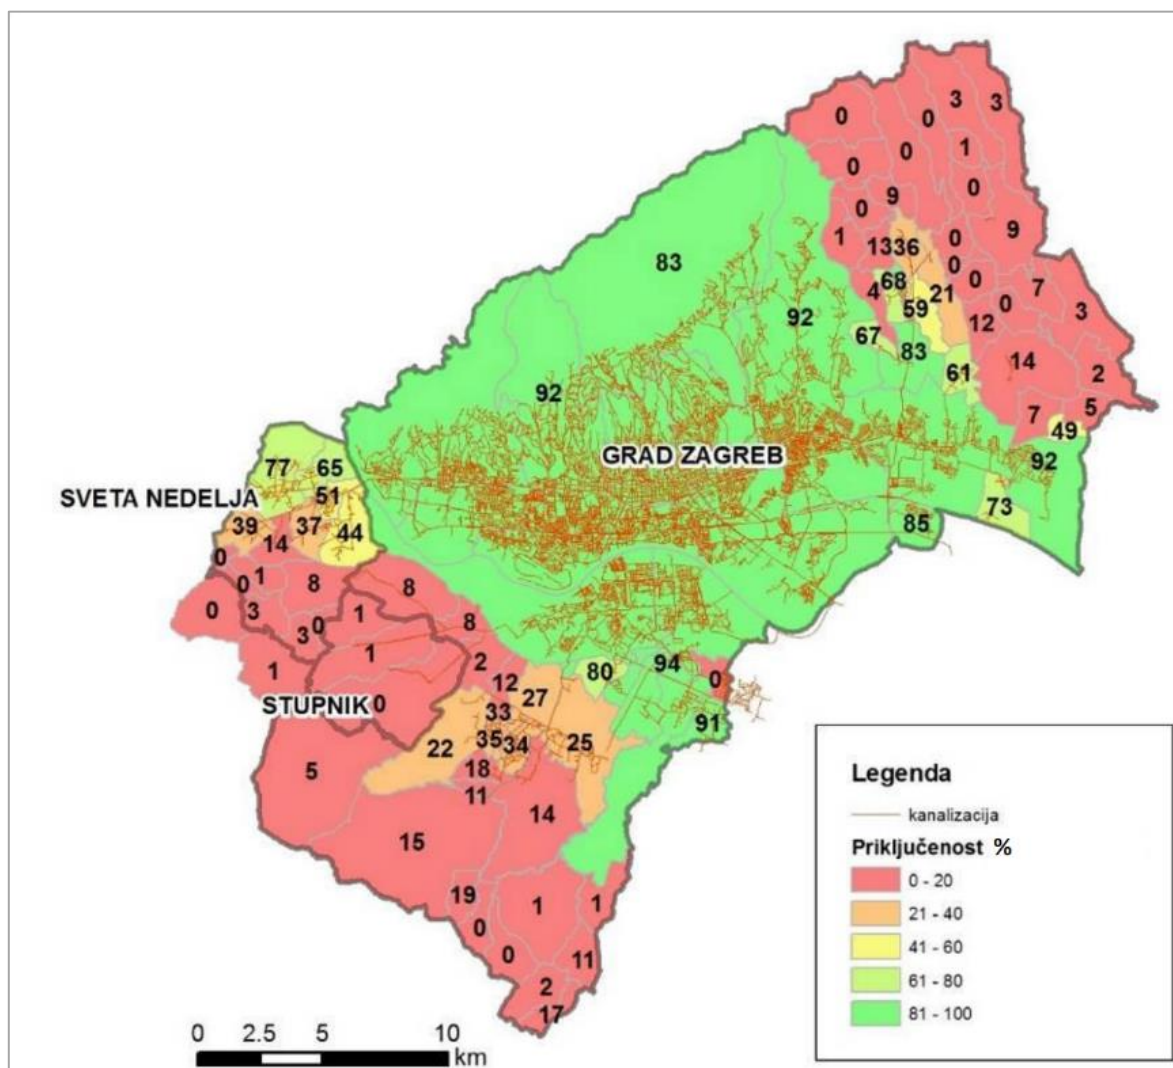 3 3
0 0
1
0 0
9 0
0 9
1 1336 0
83 0
68 21 0 7
4
59 0 3
92 12
67 83
61 14 2
92
7 5
49
GRAD ZAGREB 92
77 65
51
SVETA NEDELJA 73
39 37 85
14 44
0
1 8 8
0
0 3 1
3 0 8
1 1 2 80 94
12 0
STUPNIK 0 27
33 91
22 35 34 25
5 18
11 14
15
19 1 1
0
0 11
2
17
Legenda
kanalizacija
Priključenost %
0 - 20
21 - 40
41 - 60
61 - 80
81 - 100
0 2.5 5 10
km